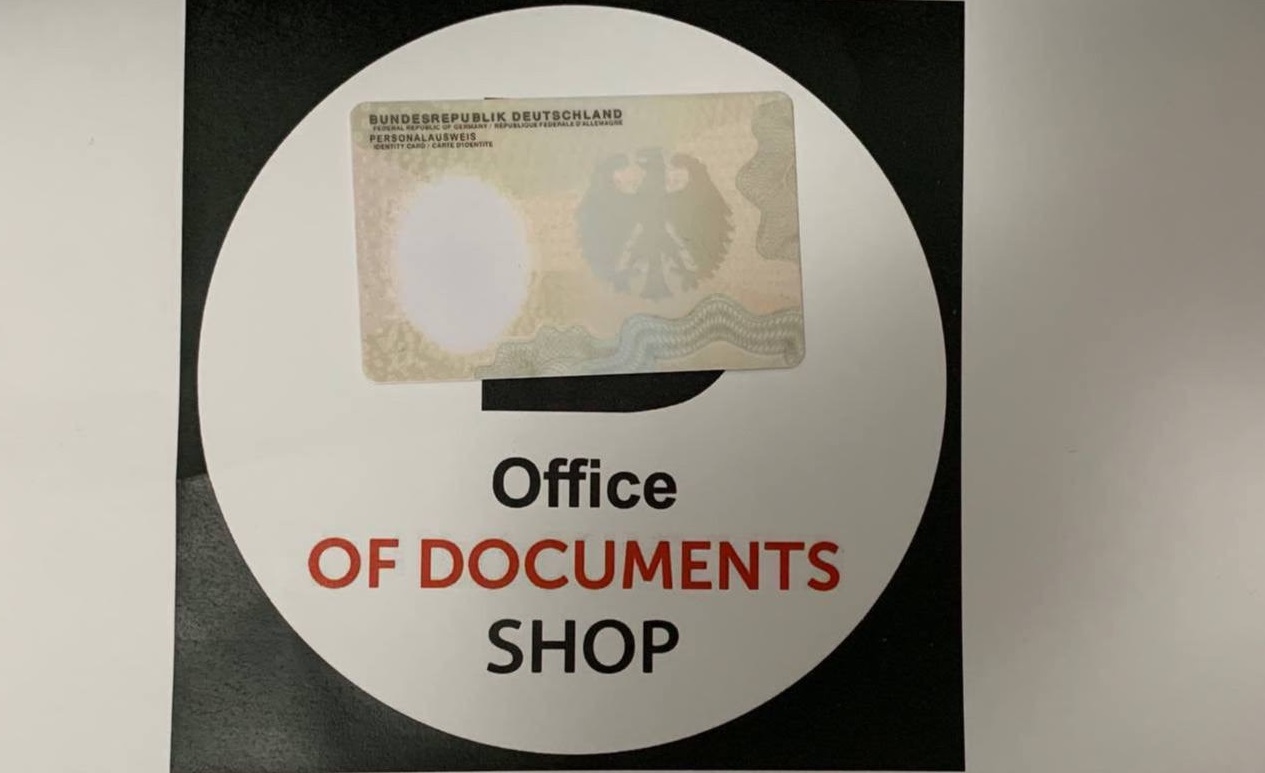 BUNDESREPUBLIK DEUTSCHLAND
FEDERAL REPUBLIC OF GERMANY / RÉPUBLIQUE FÉDÉRALE D'ALLEMAGNE
PERSONALAUSWEIS
IDENTITY CARD / CARTE D'IDENTITÉ
Office
OF DOCUMENTS
SHOP